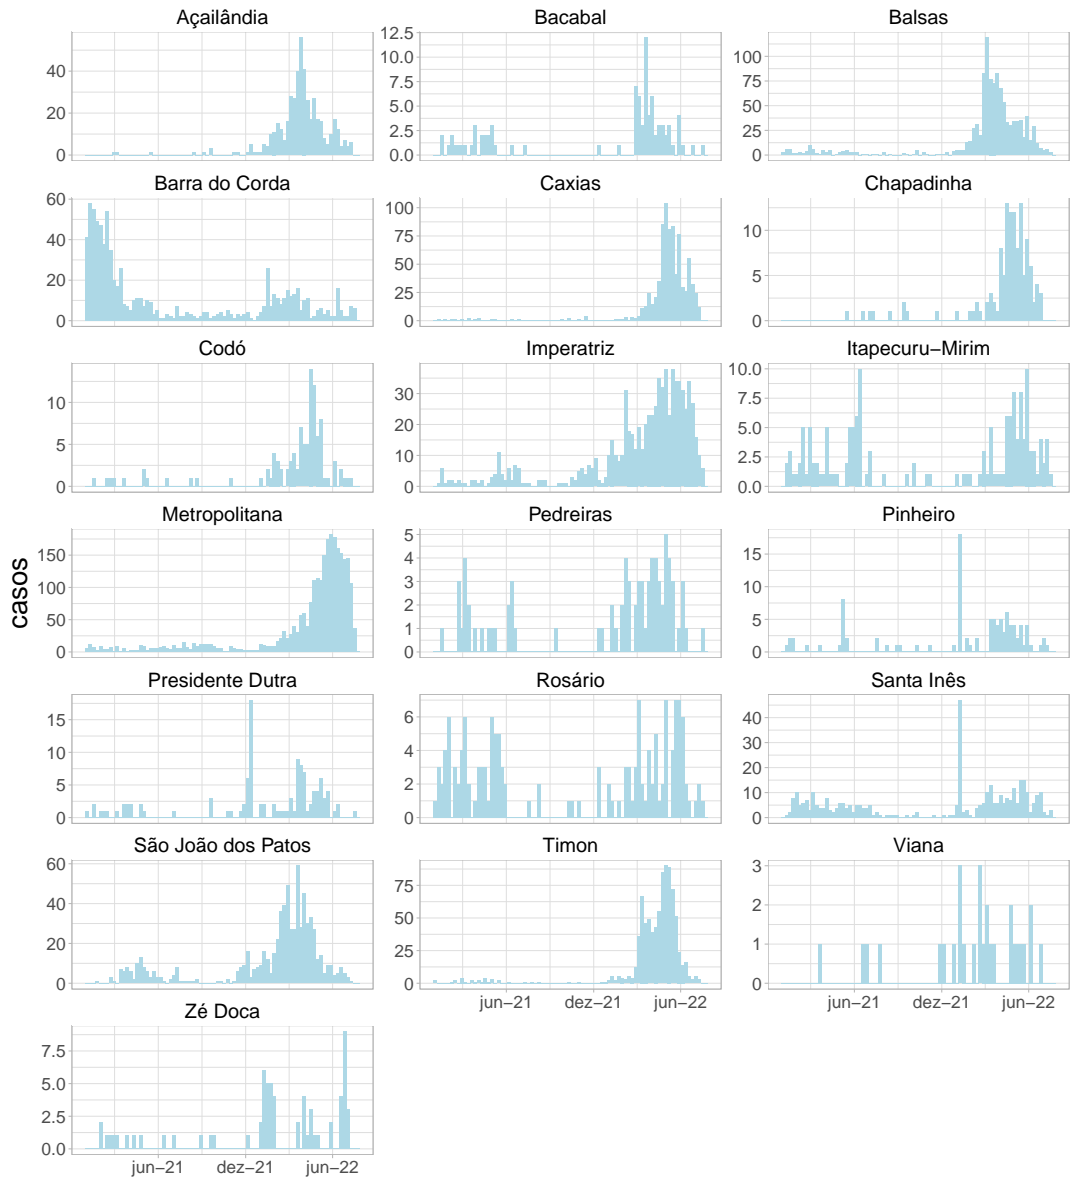 Açailândia
Bacabal
Balsas
0
20
40
0.0
2.5
5.0
7.5
10.0
12.5
0
25
50
75
100
Barra do Corda
Caxias
Chapadinha
0
20
40
60
0
25
50
75
100
0
5
10
Codó
Imperatriz
Itapecuru−Mirim
0
5
10
0
10
20
30
0.0
2.5
5.0
7.5
10.0
Metropolitana
Pedreiras
Pinheiro
0
50
100
150
0
1
2
3
4
5
0
5
10
15
casos
Presidente Dutra
Rosário
Santa Inês
0
5
10
15
0
2
4
6
0
10
20
30
40
São João dos Patos
Timon
Viana
0
20
40
60
0
25
50
75
0
1
2
3
jun−21
dez−21
jun−22
jun−21
dez−21
jun−22
Zé Doca
0.0
2.5
5.0
7.5
jun−21
dez−21
jun−22